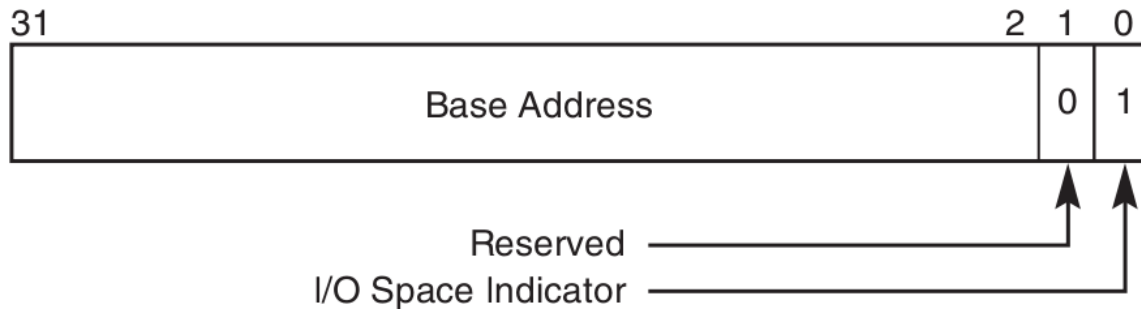 31 2 1 0
Base Address 0 1
Reserved
I/O Space Indicator